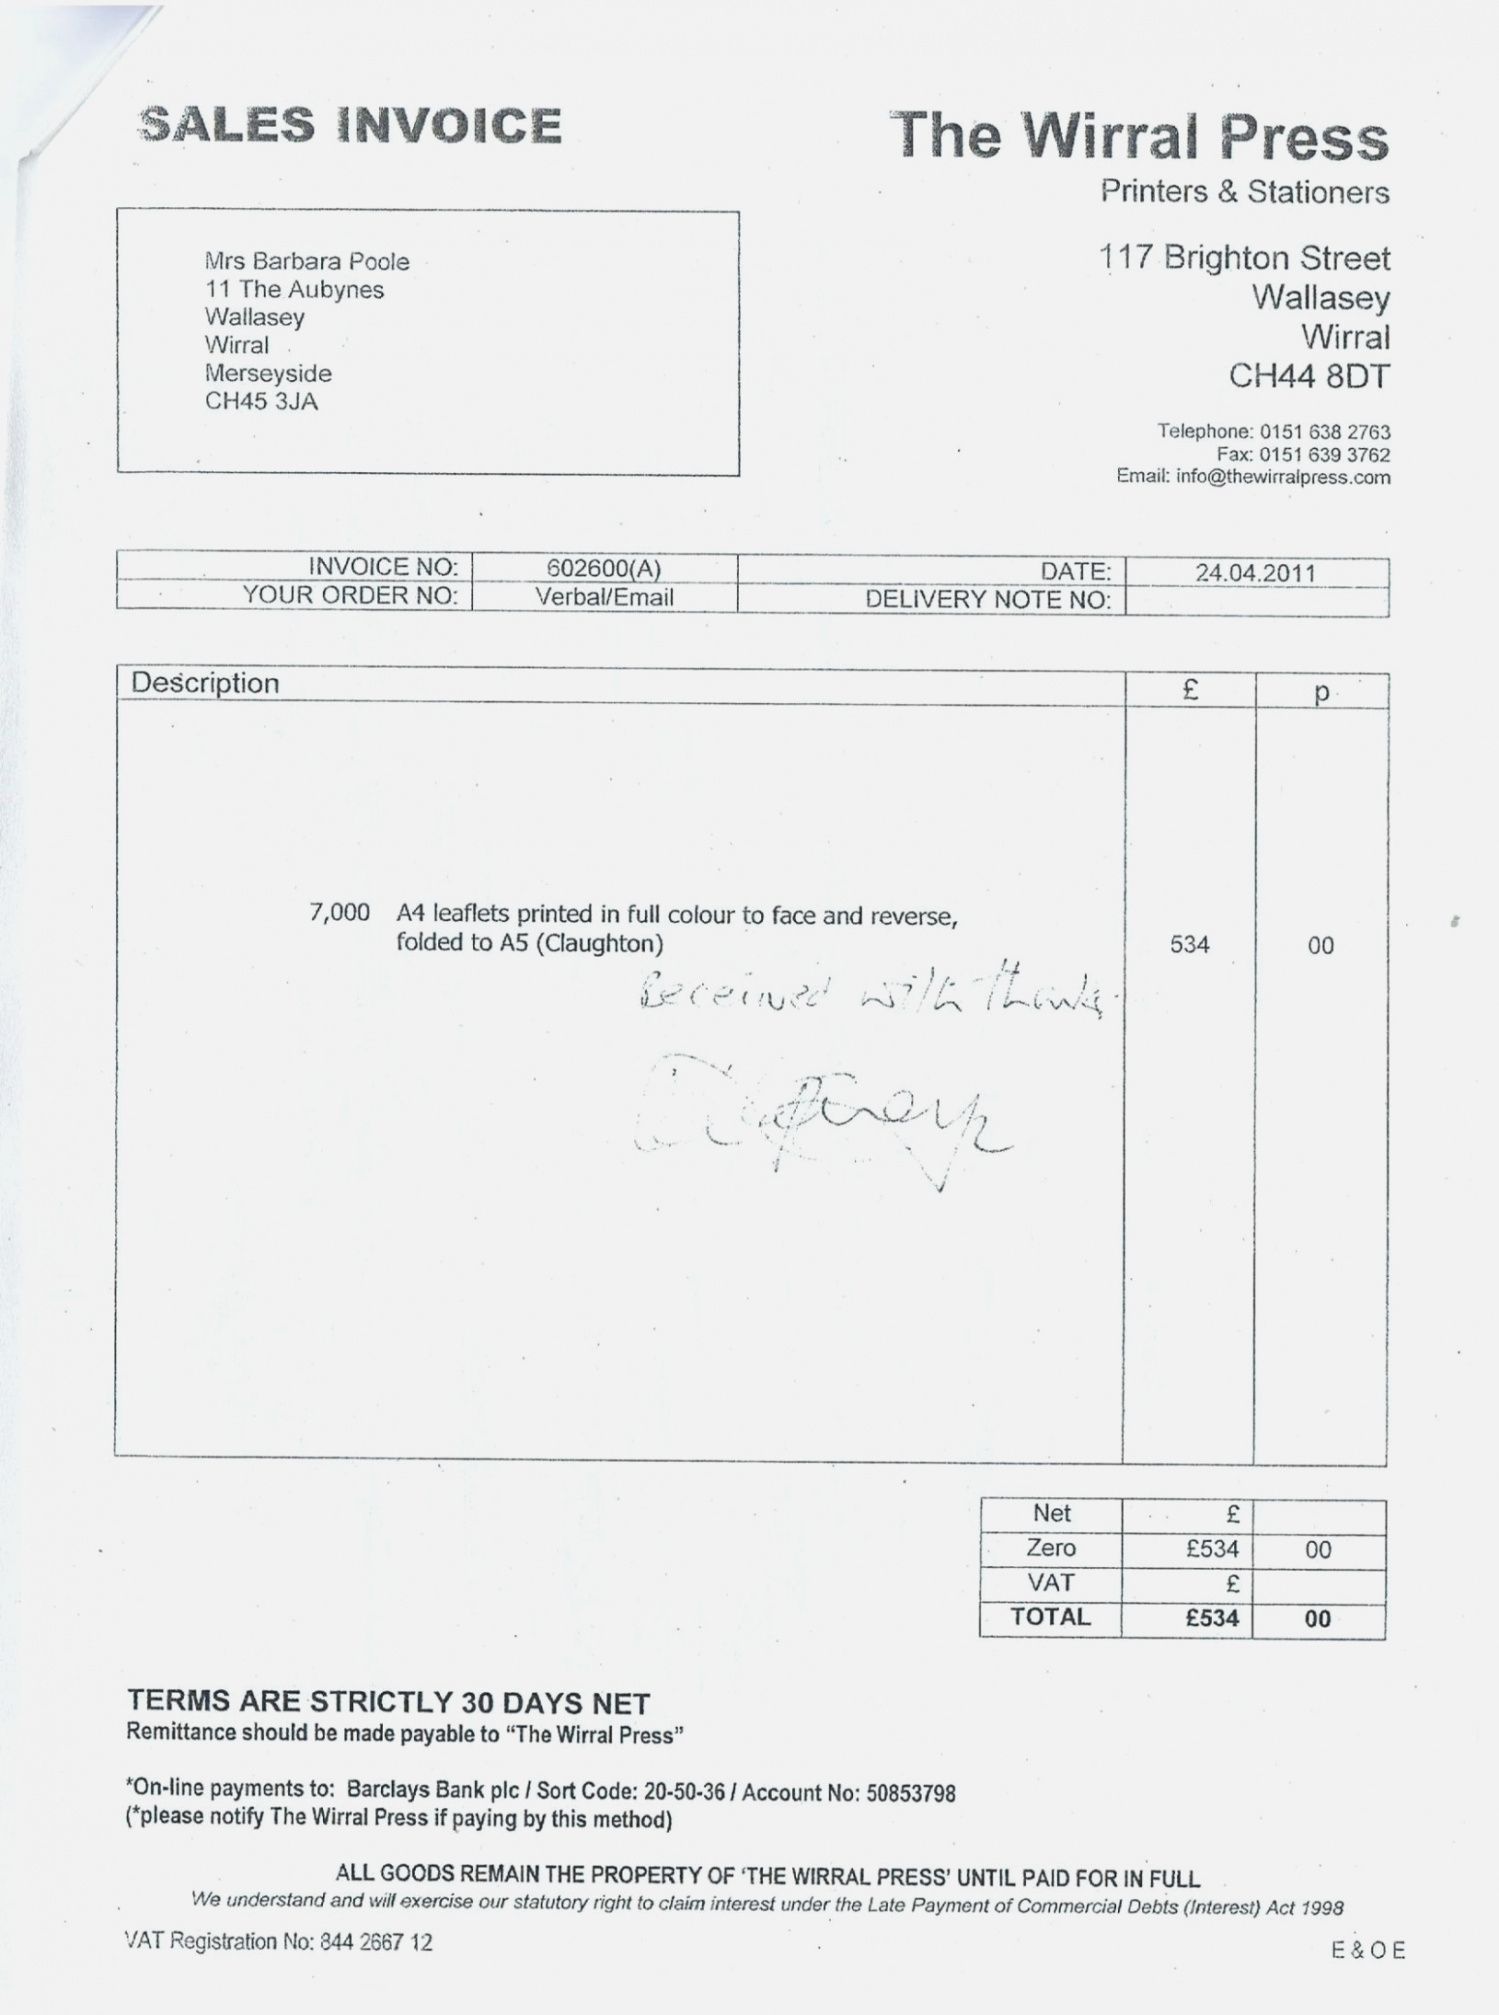 SALES INVOICE
The Wirral Press
Printers & Stationers
Mrs Barbara Poole
11 The Aubynes
Wallasey
Wirral
Merseyside
CH45 3JA
117 Brighton Street
Wallasey
Wirral
CH44 8DT
Telephone: 0151 638 2763
Fax: 0151 639 3762
Email: info@thewirralpress.com
INVOICE NO: 602600(A) DATE: 24.04.2011
YOUR ORDER NO: Verbal/Email DELIVERY NOTE NO:
Description £ p
7,000 A4 leaflets printed in full colour to face and reverse,
folded to A5 (Claughton) 534 00
Received with thanks
Net £
Zero £534 00
VAT £
TOTAL £534 00
TERMS ARE STRICTLY 30 DAYS NET
Remittance should be made payable to “The Wirral Press”
*On-line payments to: Barclays Bank plc / Sort Code: 20-50-36 / Account No: 50853798
(*please notify The Wirral Press if paying by this method)
ALL GOODS REMAIN THE PROPERTY OF ‘THE WIRRAL PRESS’ UNTIL PAID FOR IN FULL
We understand and will exercise our statutory right to claim interest under the Late Payment of Commercial Debts (Interest) Act 1998
VAT Registration No: 844 2667 12
E & O E